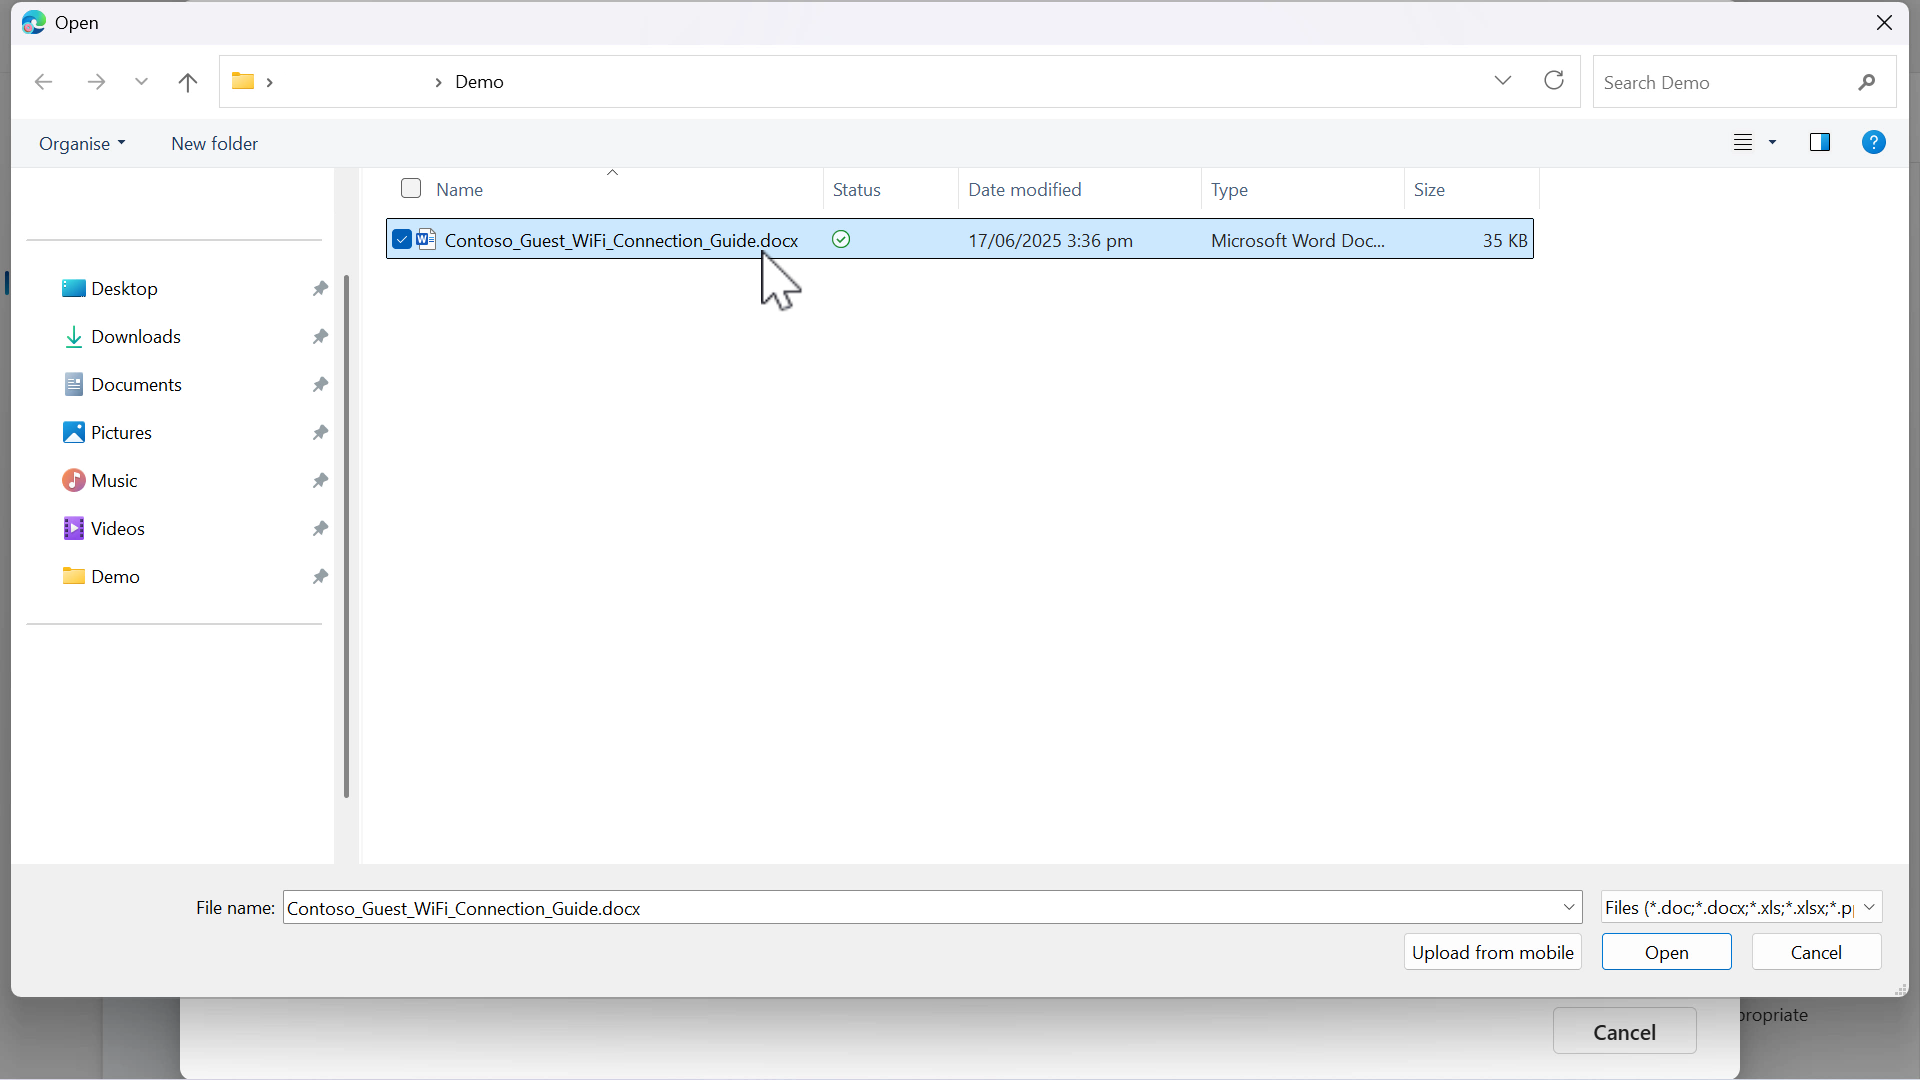 Open
Demo
Search Demo
Organise
New folder
Name
Status
Date modified
Type
Size
Contoso_Guest_WiFi_Connection_Guide.docx
17/06/2025 3:36 pm
Microsoft Word Doc...
35 KB
Desktop
Downloads
Documents
Pictures
Music
Videos
Demo
File name:
Contoso_Guest_WiFi_Connection_Guide.docx
Files (*.doc;*.docx;*.xls;*.xlsx;*.p
Upload from mobile
Open
Cancel
propriate
Cancel